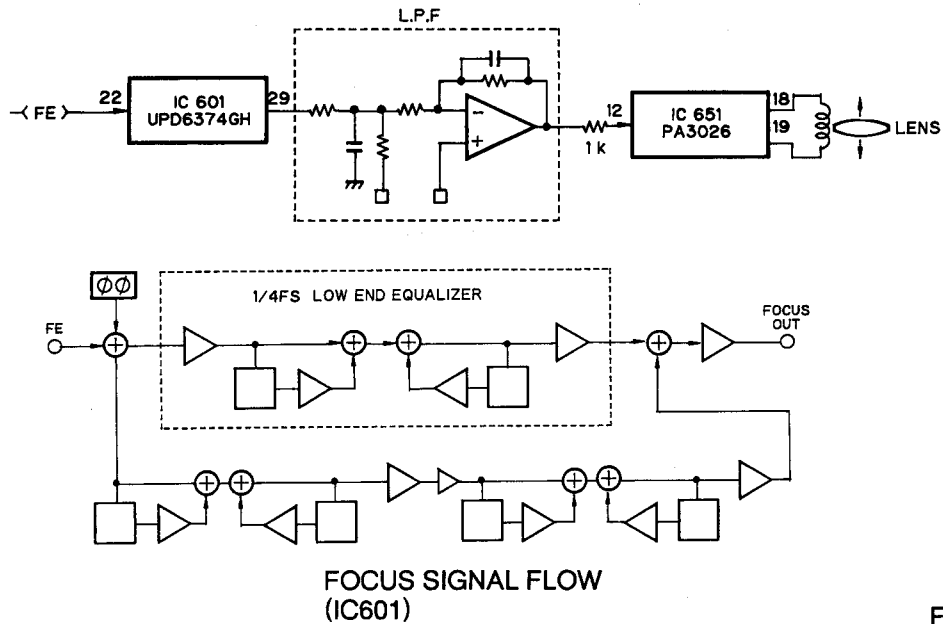 L.P.F
FE
22
IC 601
UPD6374GH
29
12
1 k
IC 651
PA3026
18
19
LENS
ØØ
FE
1/4FS LOW END EQUALIZER
FOCUS
OUT
FOCUS SIGNAL FLOW
(IC601)